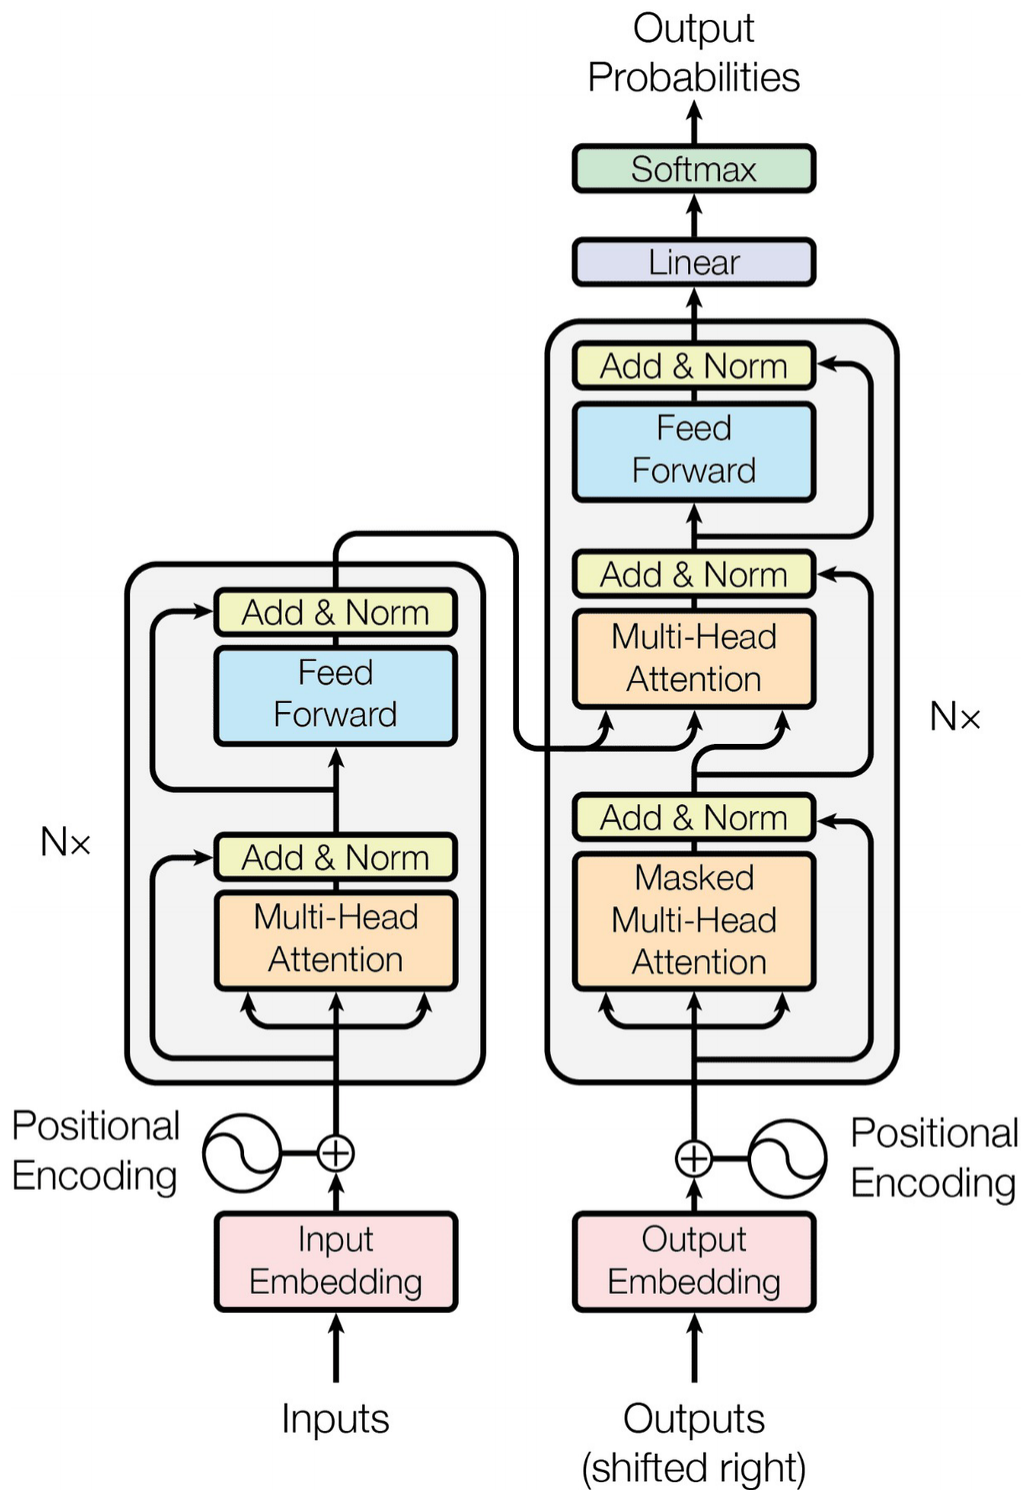 Output
Probabilities
Softmax
Linear
Add & Norm
Feed
Forward
Add & Norm
Multi-Head
Attention
Nx
Add & Norm
Masked
Multi-Head
Attention
Add & Norm
Feed
Forward
Nx
Add & Norm
Multi-Head
Attention
Positional
Encoding
Positional
Encoding
Input
Embedding
Output
Embedding
Inputs
Outputs
(shifted right)